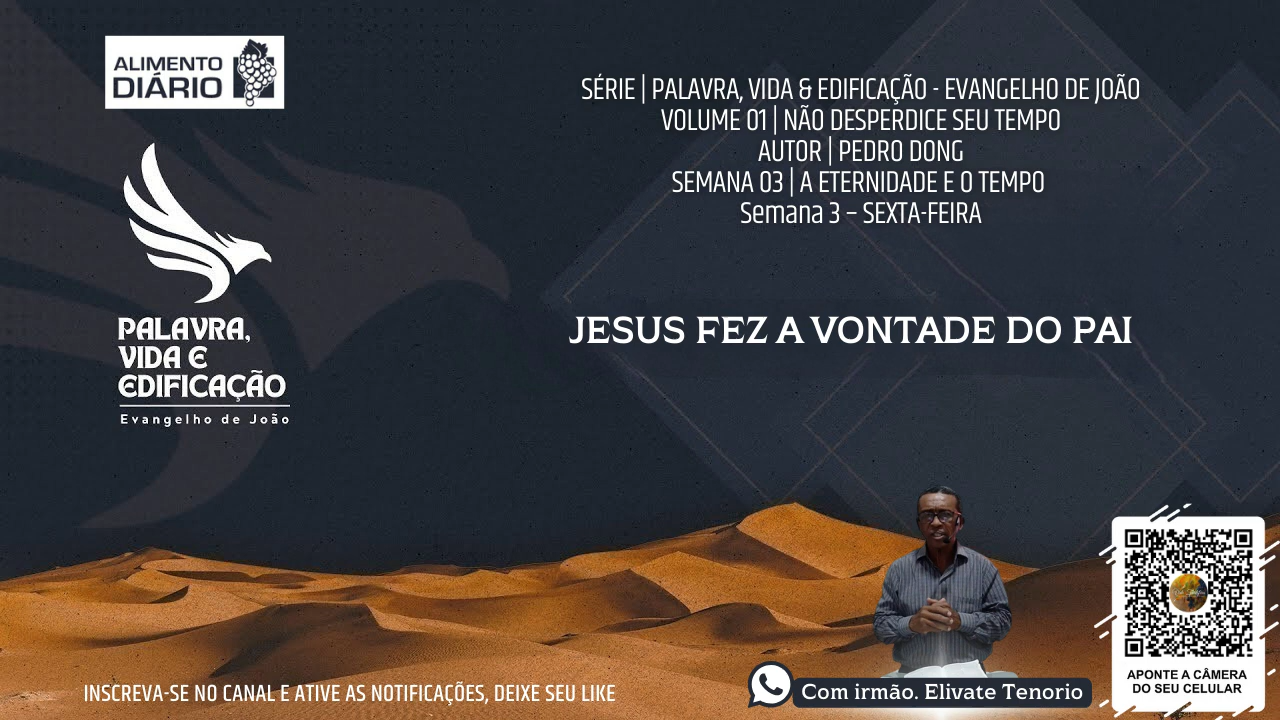 ALIMENTO
DIÁRIO
SÉRIE | PALAVRA, VIDA & EDIFICAÇÃO - EVANGELHO DE JOÃO
VOLUME 01 | NÃO DESPERDICE SEU TEMPO
AUTOR | PEDRO DONG
SEMANA 03 | A ETERNIDADE E O TEMPO
Semana 3 – SEXTA-FEIRA
PALAVRA,
VIDA E
EDIFICAÇÃO
Evangelho de João
JESUS FEZ A VONTADE DO PAI
INSCREVA-SE NO CANAL E ATIVE AS NOTIFICAÇÕES, DEIXE SEU LIKE
Com irmão. Elivate Tenorio
APONTE A CÂMERA
DO SEU CELULAR